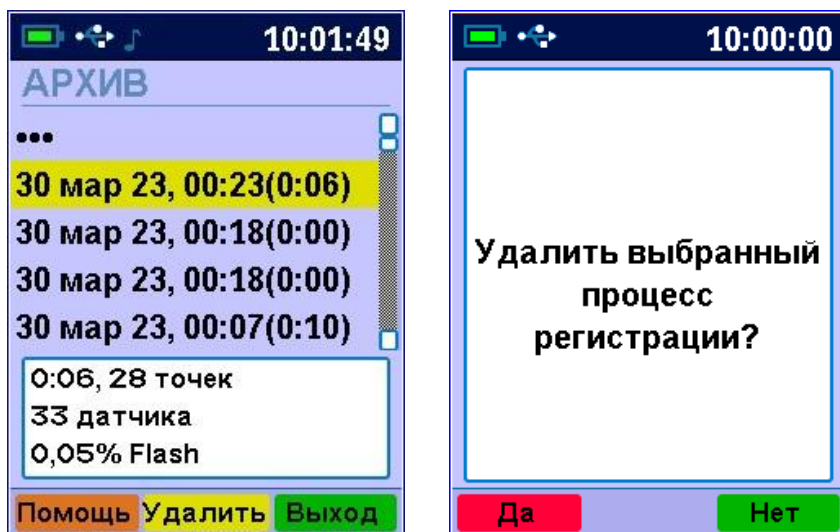 10:01:49
АРХИВ
...
30 мар 23, 00:23(0:06)
30 мар 23, 00:18(0:00)
30 мар 23, 00:18(0:00)
30 мар 23, 00:07(0:10)
0:06, 28 точек
33 датчика
0,05% Flash
Помощь Удалить Выход
10:00:00
Удалить выбранный
процесс
регистрации?
Да Нет